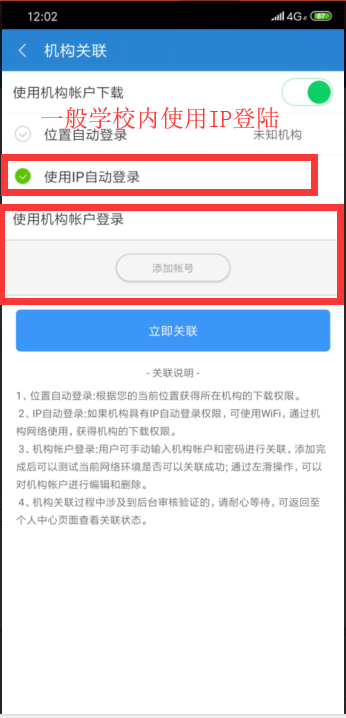 12:02
4G
67
机构关联
使用机构帐户下载
一般学校内使用IP登陆
位置自动登录
未知机构
使用IP自动登录
使用机构帐户登录
添加帐号
立即关联
- 关联说明 -
1、位置自动登录:根据您的当前位置获得所在机构的下载权限。
2、IP自动登录:如果机构具有IP自动登录权限，可使用WiFi，通过机
构网络使用，获得机构的下载权限。
3、机构帐户登录:用户可手动输入机构帐户和密码进行关联，添加完
成后可以测试当前网络环境是否可以关联成功; 通过左滑操作，可以
对机构帐户进行编辑和删除。
4、机构关联过程中涉及到后台审核验证的，请耐心等待，可返回至
个人中心页面查看关联状态。